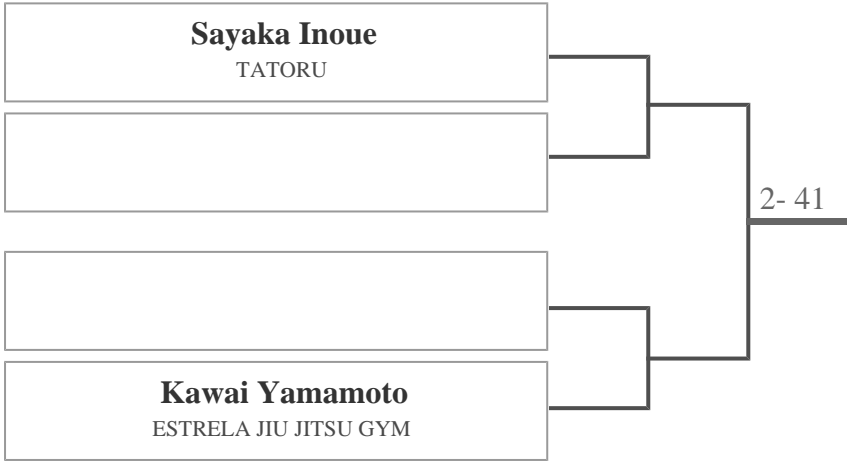 Sayaka Inoue
TATORU
2- 41
Kawai Yamamoto
ESTRELA JIU JITSU GYM